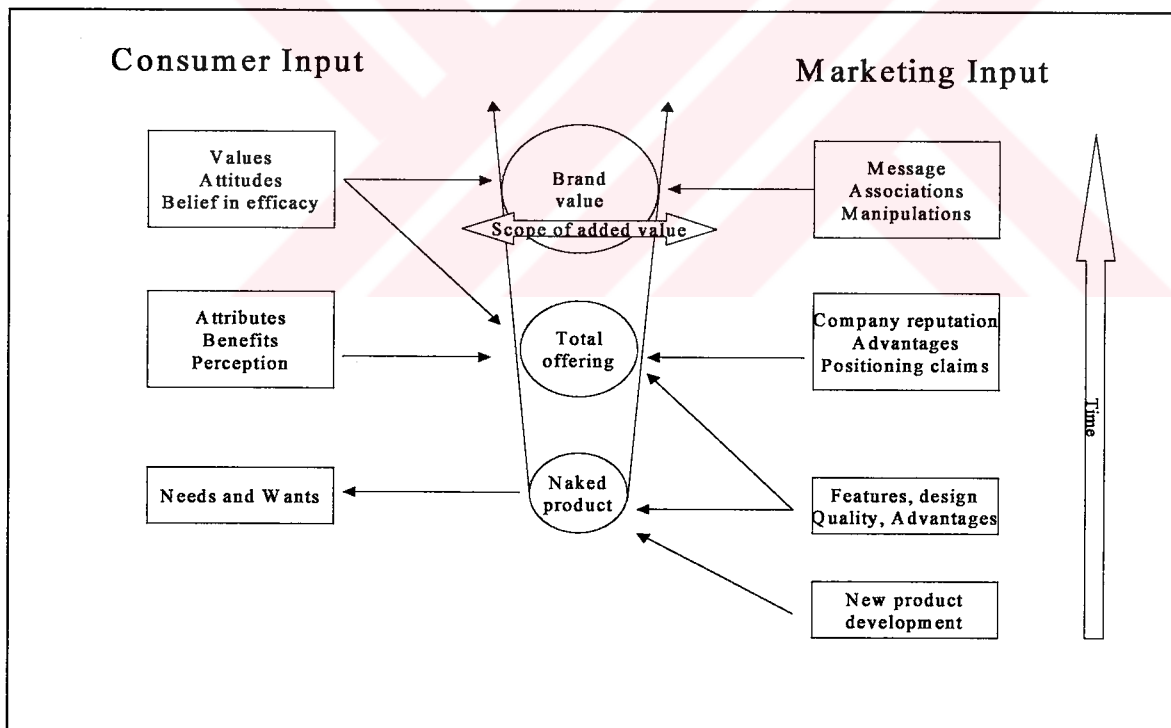 Consumer Input
Marketing Input
Values
Attitudes
Belief in efficacy
Brand
value
Message
Associations
Manipulations
Scope of added value
Attributes
Benefits
Perception
Total
offering
Company reputation
Advantages
Positioning claims
Time
Needs and Wants
Naked
product
Features, design
Quality, Advantages
New product
development